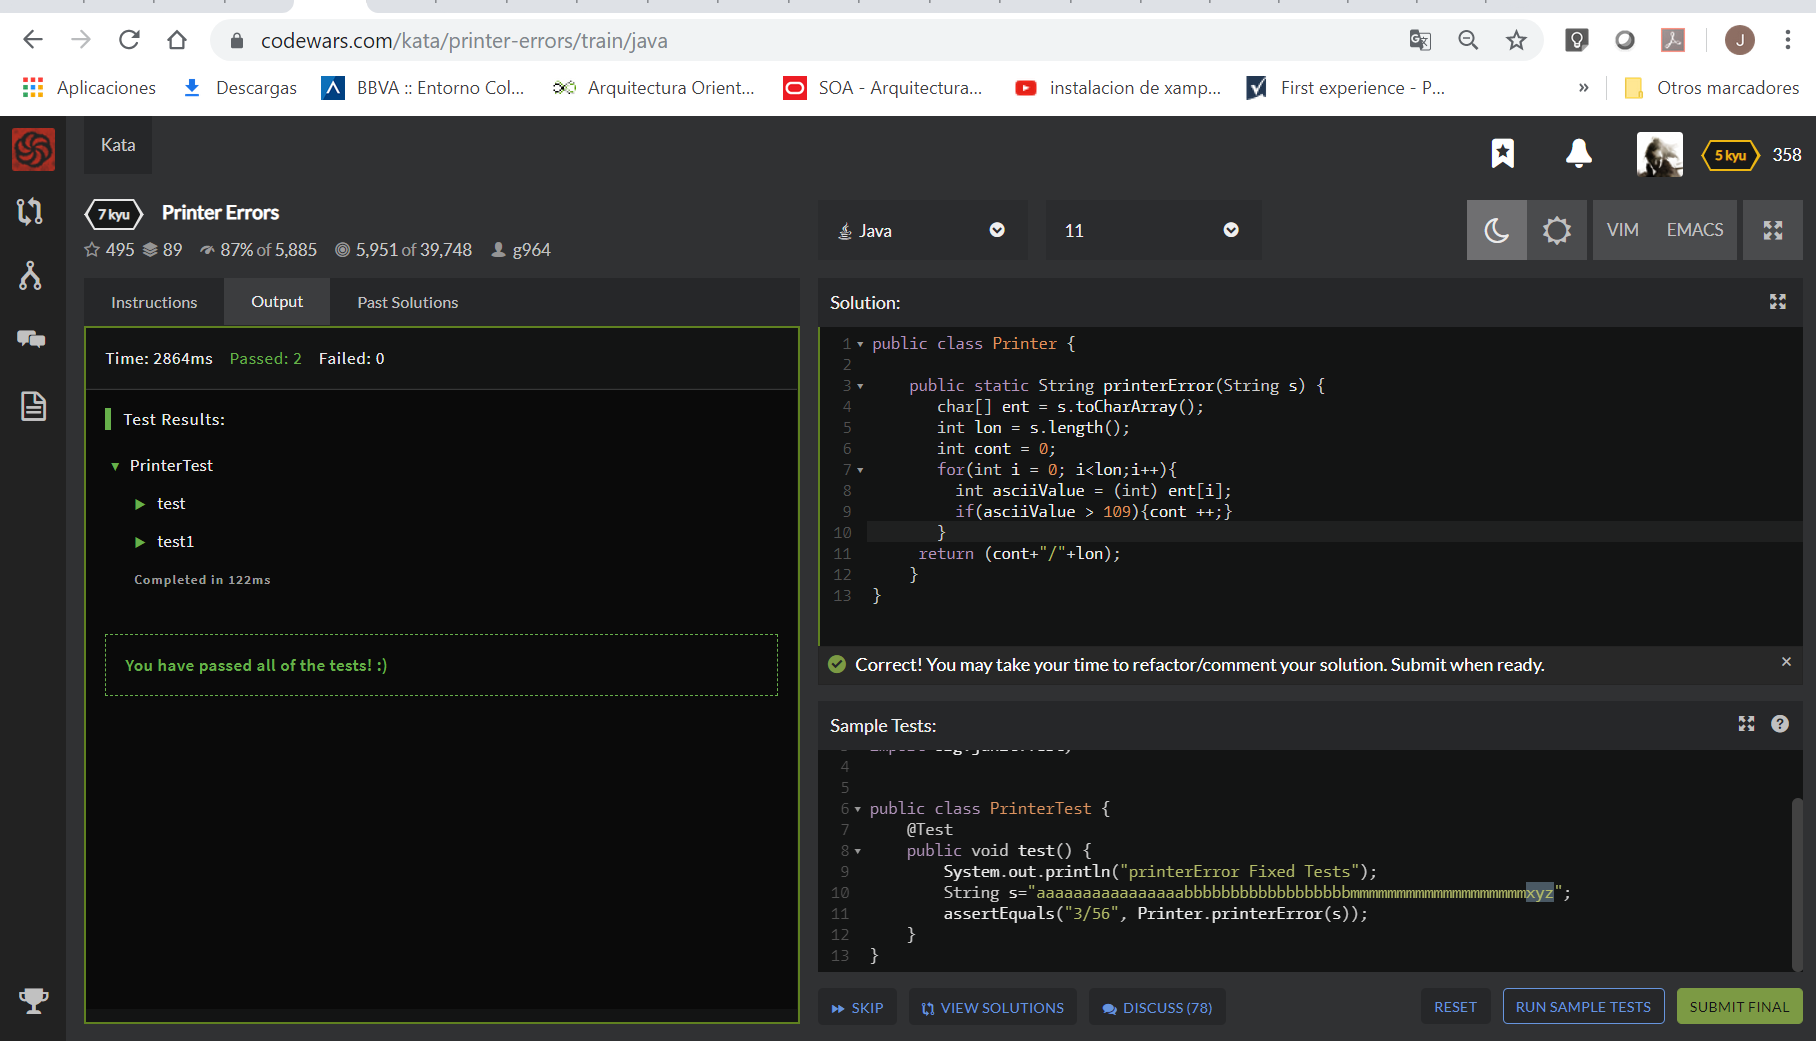 codewars.com/kata/printer-errors/train/java
J
Aplicaciones Descargas BBVA :: Entorno Col... Arquitectura Orient... SOA - Arquitectura... instalacion de xamp... First experience - P... » Otros marcadores
Kata
5 kyu 358
7 kyu Printer Errors
495 89 87% of 5,885 5,951 of 39,748 g964
Java 11 VIM EMACS
Instructions Output Past Solutions
Time: 2864ms Passed: 2 Failed: 0
Test Results:
PrinterTest
test
test1
Completed in 122ms
You have passed all of the tests! :)
Solution:
1 public class Printer {
2
3 public static String printerError(String s) {
4 char[] ent = s.toCharArray();
5 int lon = s.length();
6 int cont = 0;
7 for(int i = 0; i<lon;i++){
8 int asciiValue = (int) ent[i];
9 if(asciiValue > 109){cont ++;}
10 }
11 return (cont+"/"+lon);
12 }
13 }
Correct! You may take your time to refactor/comment your solution. Submit when ready. ×
Sample Tests: ?
4
5
6 public class PrinterTest {
7 @Test
8 public void test() {
9 System.out.println("printerError Fixed Tests");
10 String s="aaaaaaaaaaaaaaaabbbbbbbbbbbbbbbbbbmmmmmmmmmmmmmmmmmmmxyz";
11 assertEquals("3/56", Printer.printerError(s));
12 }
13 }
SKIP VIEW SOLUTIONS DISCUSS (78) RESET RUN SAMPLE TESTS SUBMIT FINAL